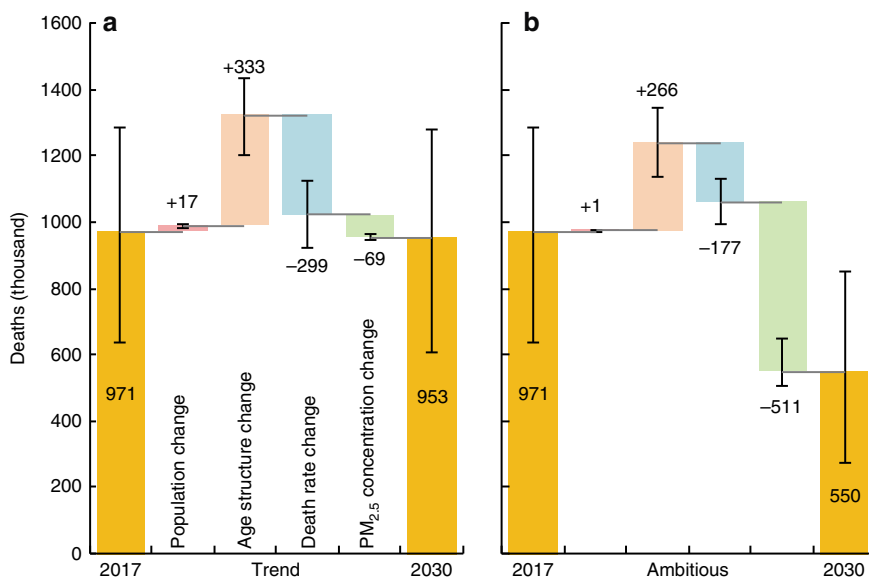 a
b
Deaths (thousand)
1600
1400
1200
1000
800
600
400
200
0
+17
+333
−299
−69
971
953
Population change
Age structure change
Death rate change
PM2.5 concentration change
2017
Trend
2030
+1
+266
−177
−511
971
550
2017
Ambitious
2030